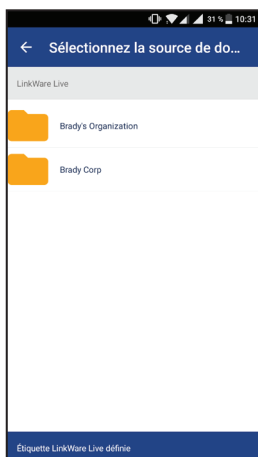 31 % 10:31
Sélectionnez la source de do...
LinkWare Live
Brady's Organization
Brady Corp
Étiquette LinkWare Live définie